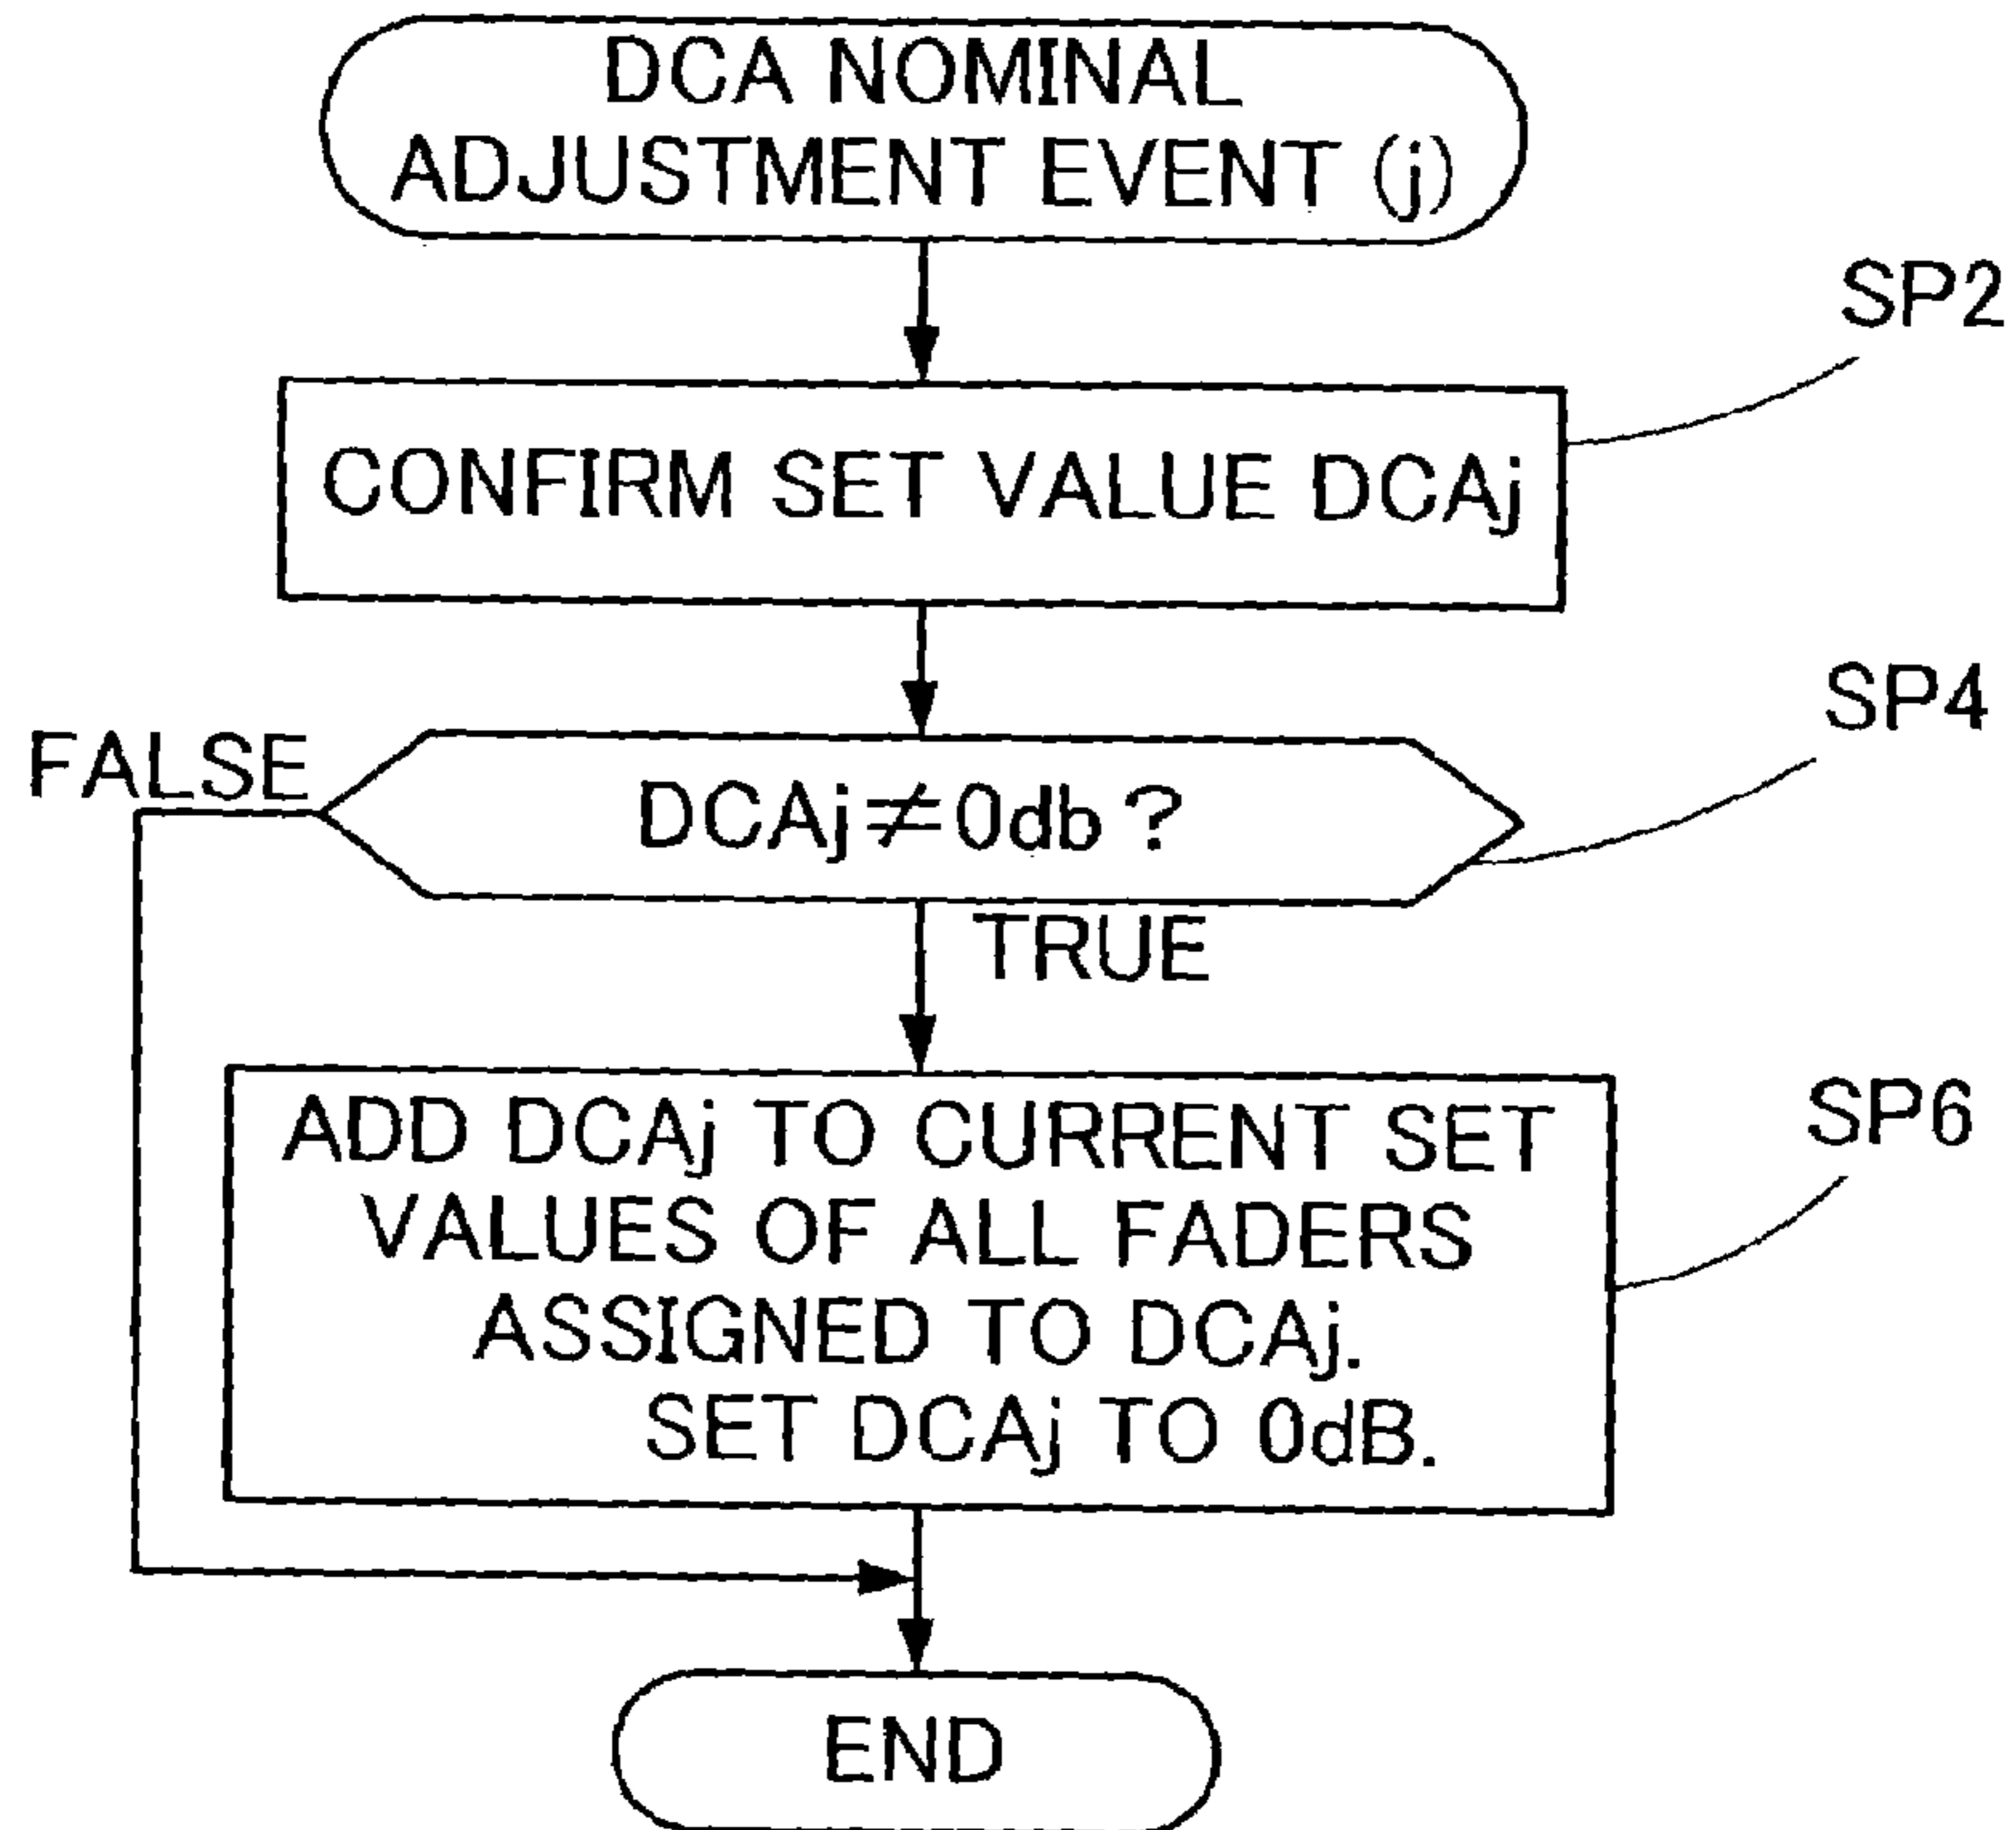 DCA NOMINAL
ADJUSTMENT EVENT (j)
SP2
CONFIRM SET VALUE DCAj
SP4
FALSE
DCAj≠0db ?
TRUE
SP6
ADD DCAj TO CURRENT SET
VALUES OF ALL FADERS
ASSIGNED TO DCAj.
SET DCAj TO 0dB.
END